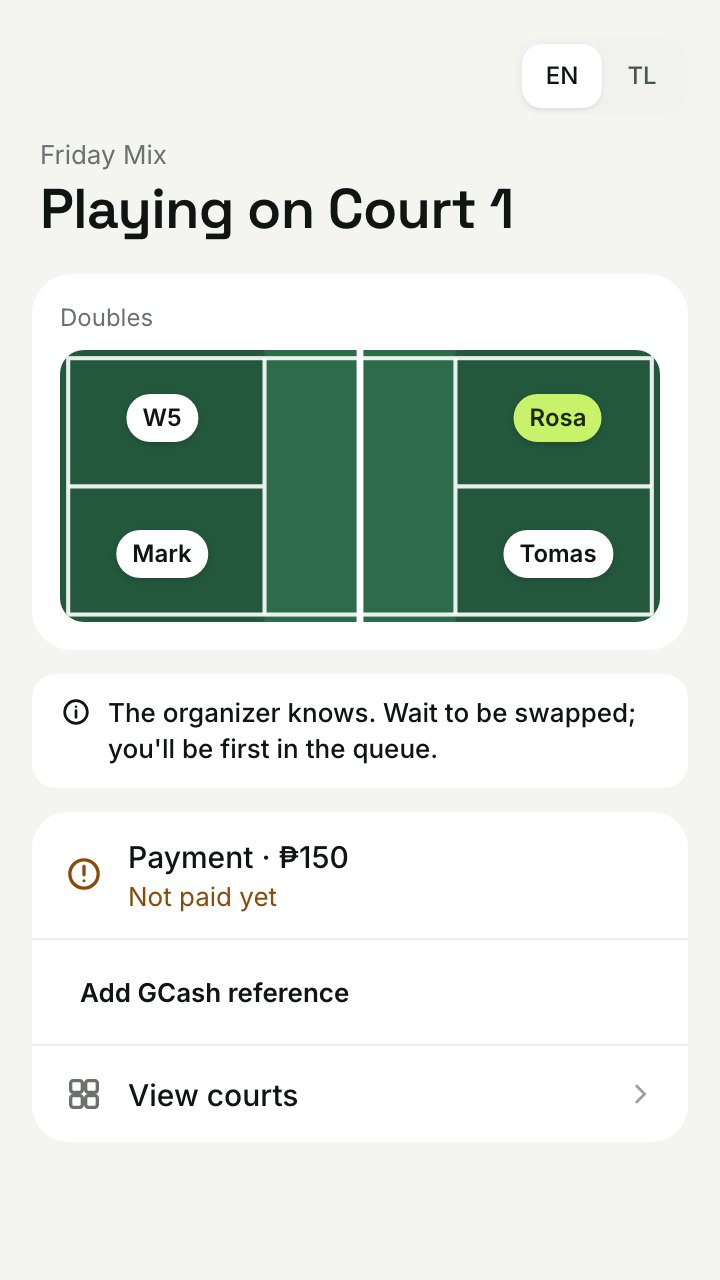 EN TL
Friday Mix
Playing on Court 1
Doubles
W5
Rosa
Mark
Tomas
The organizer knows. Wait to be swapped;
you'll be first in the queue.
Payment · ₱150
Not paid yet
Add GCash reference
View courts